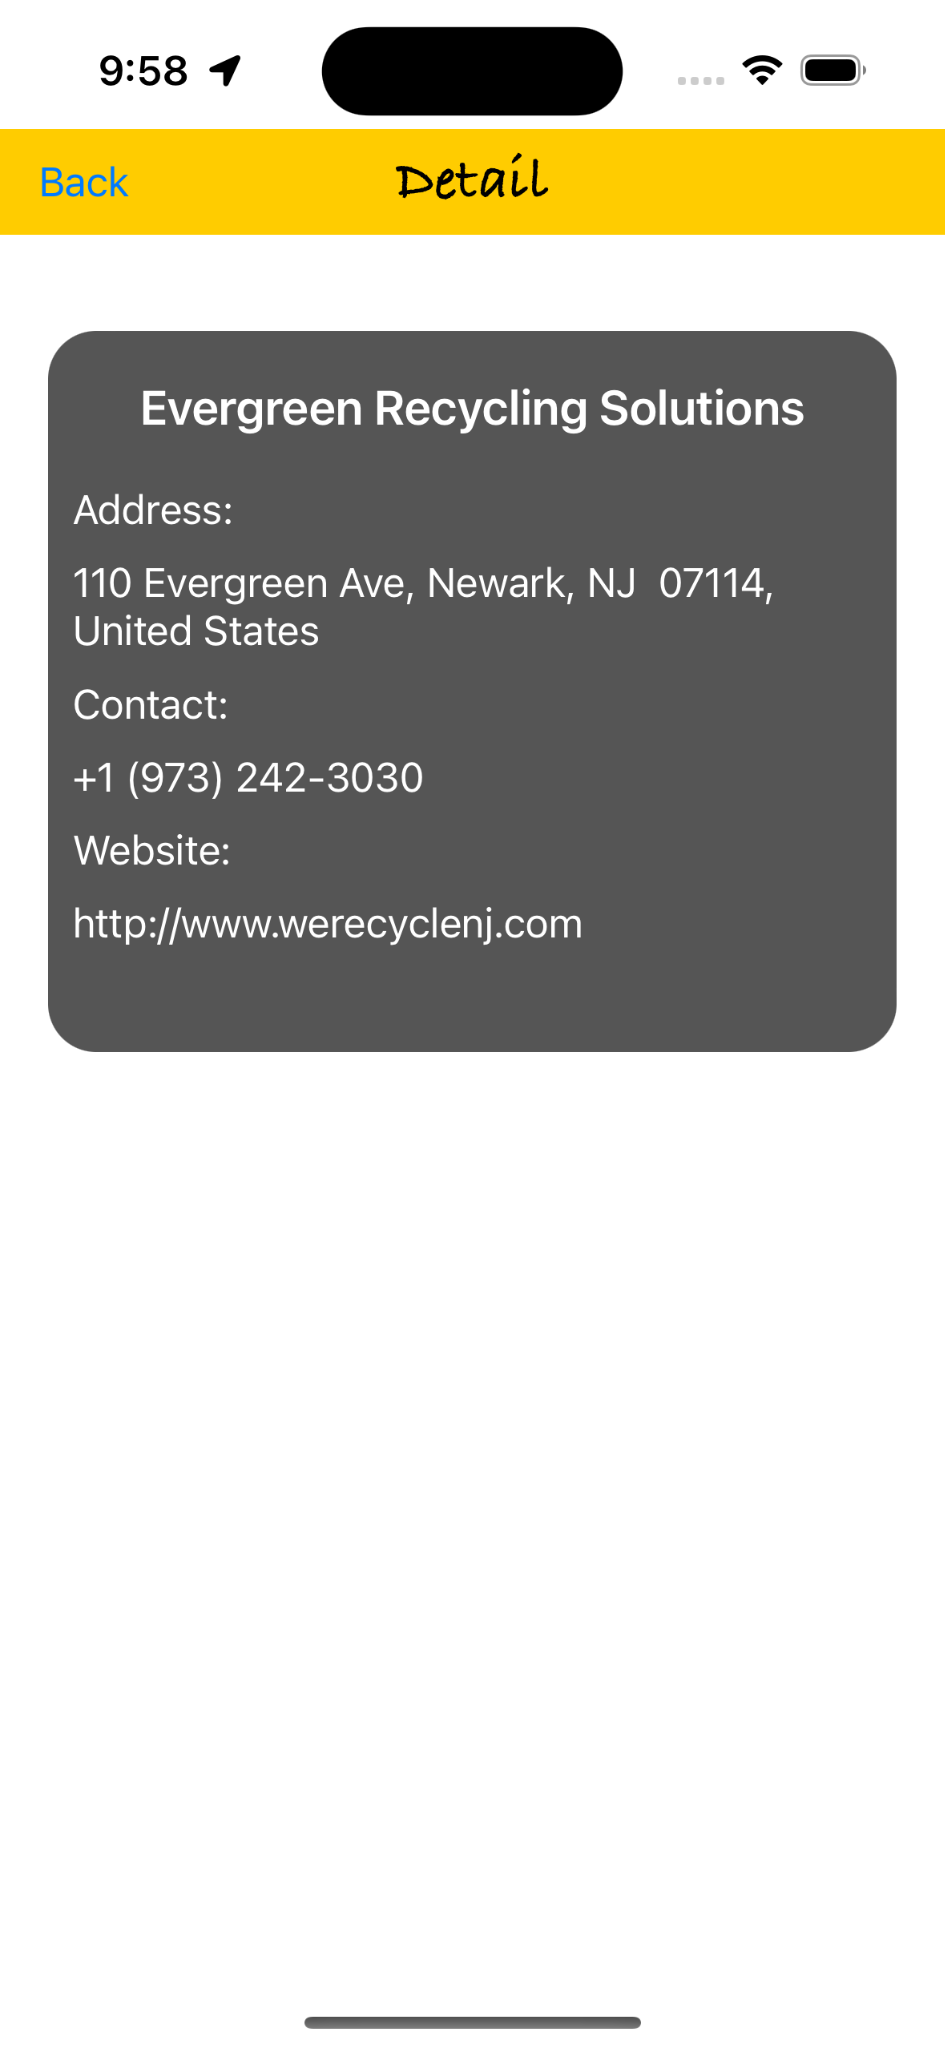 9:58
Back
Detail
Evergreen Recycling Solutions
Address:
110 Evergreen Ave, Newark, NJ  07114,
United States
Contact:
+1 (973) 242-3030
Website:
http://www.werecyclenj.com